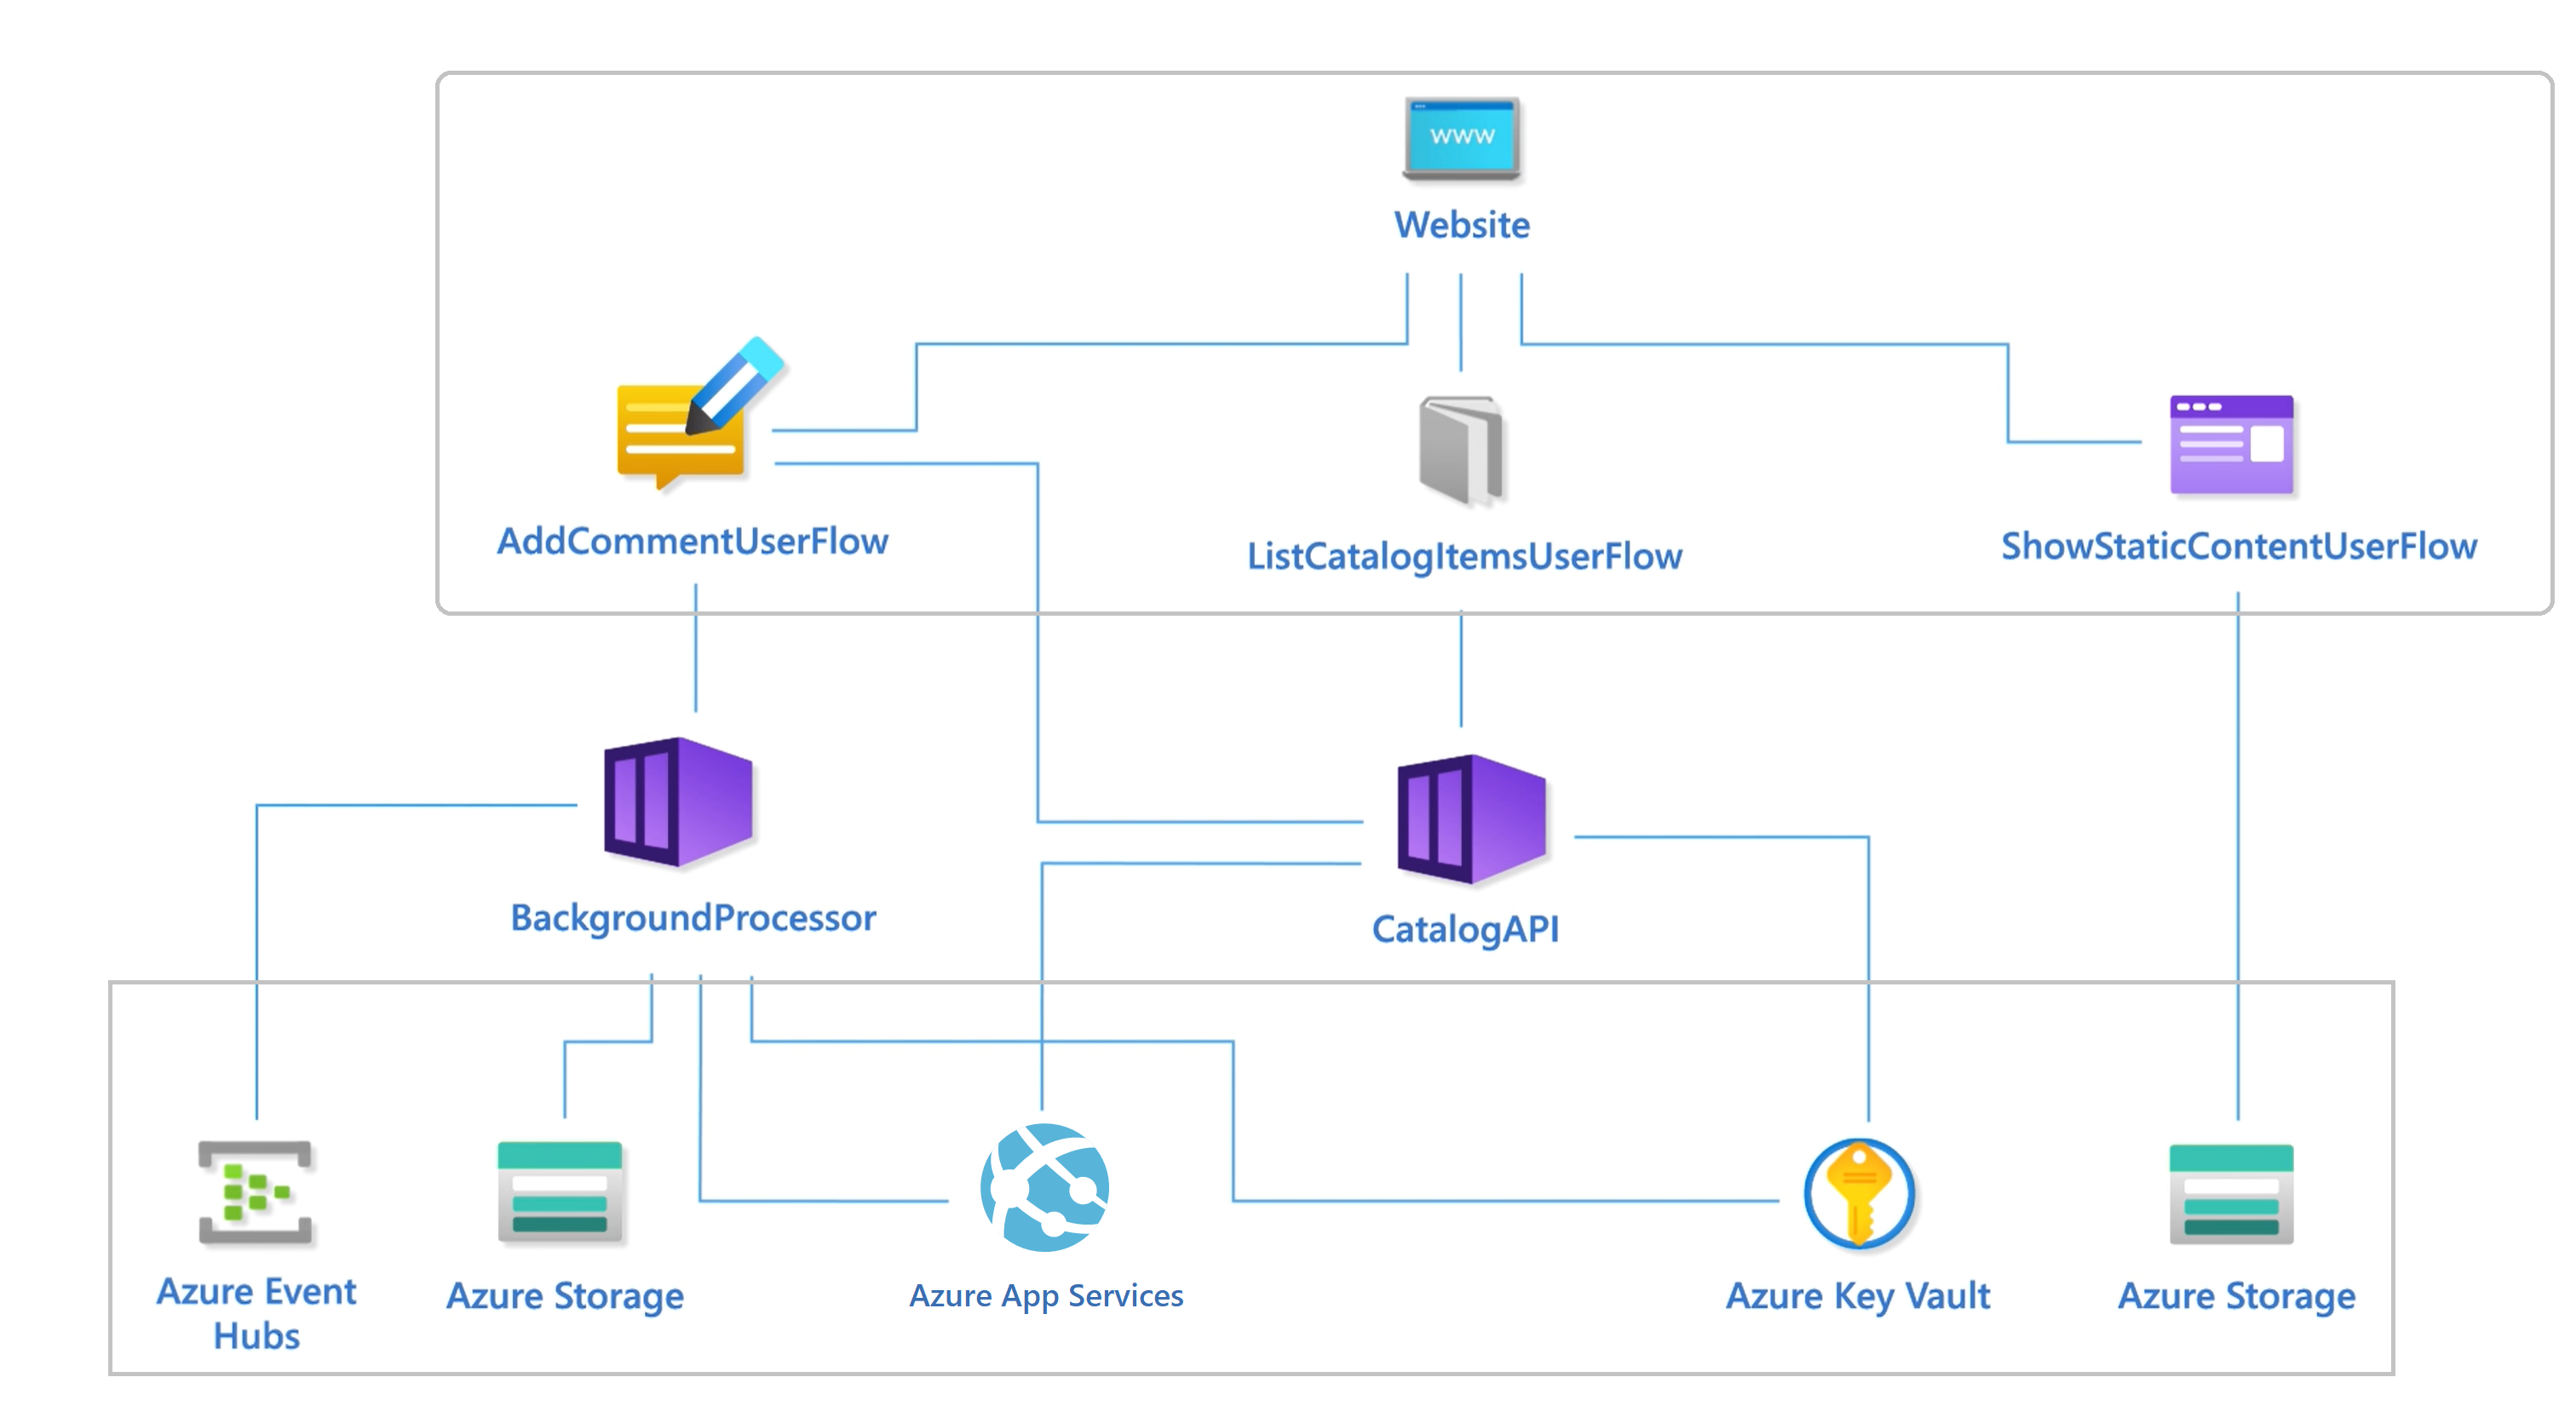 www
Website
AddCommentUserFlow
ListCatalogItemsUserFlow
ShowStaticContentUserFlow
BackgroundProcessor
CatalogAPI
Azure Event
Hubs
Azure Storage
Azure App Services
Azure Key Vault
Azure Storage